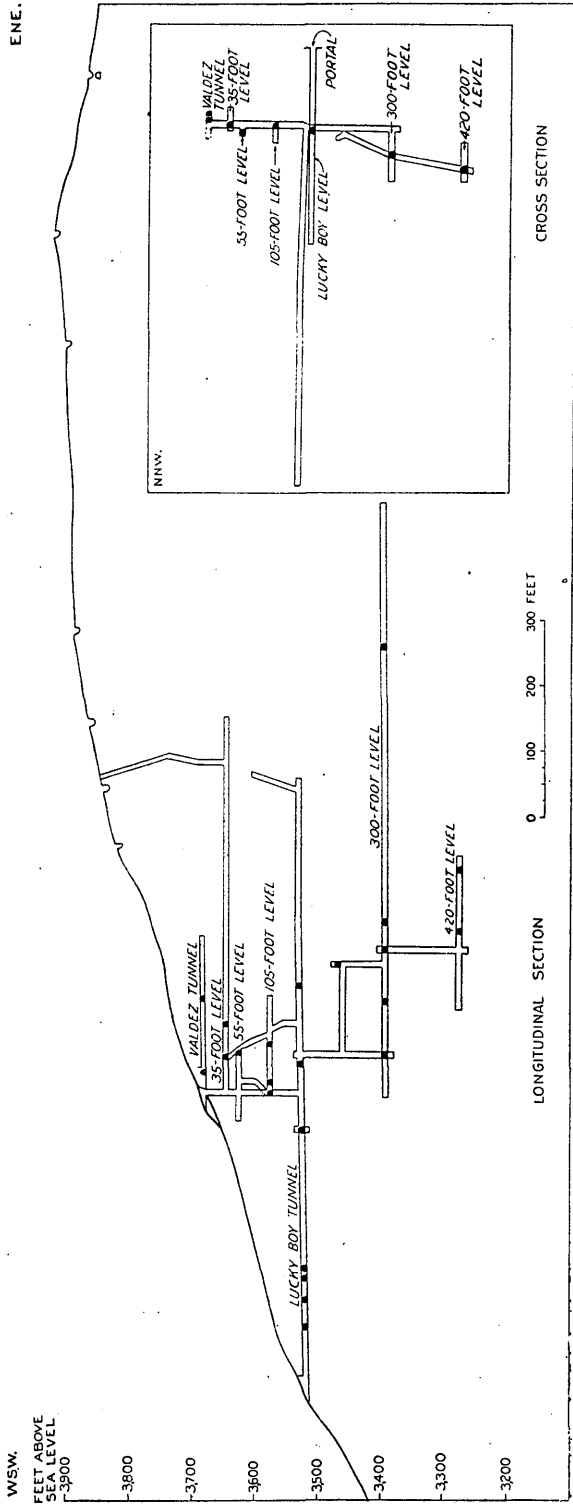 WSW.
ENE.
FEET ABOVE
SEA LEVEL
3,900
3,800
3,700
3,600
3,500
3,400
3,300
3,200
VALDEZ TUNNEL
35-FOOT LEVEL
55-FOOT LEVEL
105-FOOT LEVEL
LUCKY BOY TUNNEL
300-FOOT LEVEL
420-FOOT LEVEL
LONGITUDINAL SECTION
0 100 200 300 FEET
NNW.
VALDEZ
TUNNEL
35-FOOT
LEVEL
55-FOOT LEVEL
105-FOOT LEVEL
LUCKY BOY LEVEL
PORTAL
300-FOOT
LEVEL
420-FOOT
LEVEL
CROSS SECTION